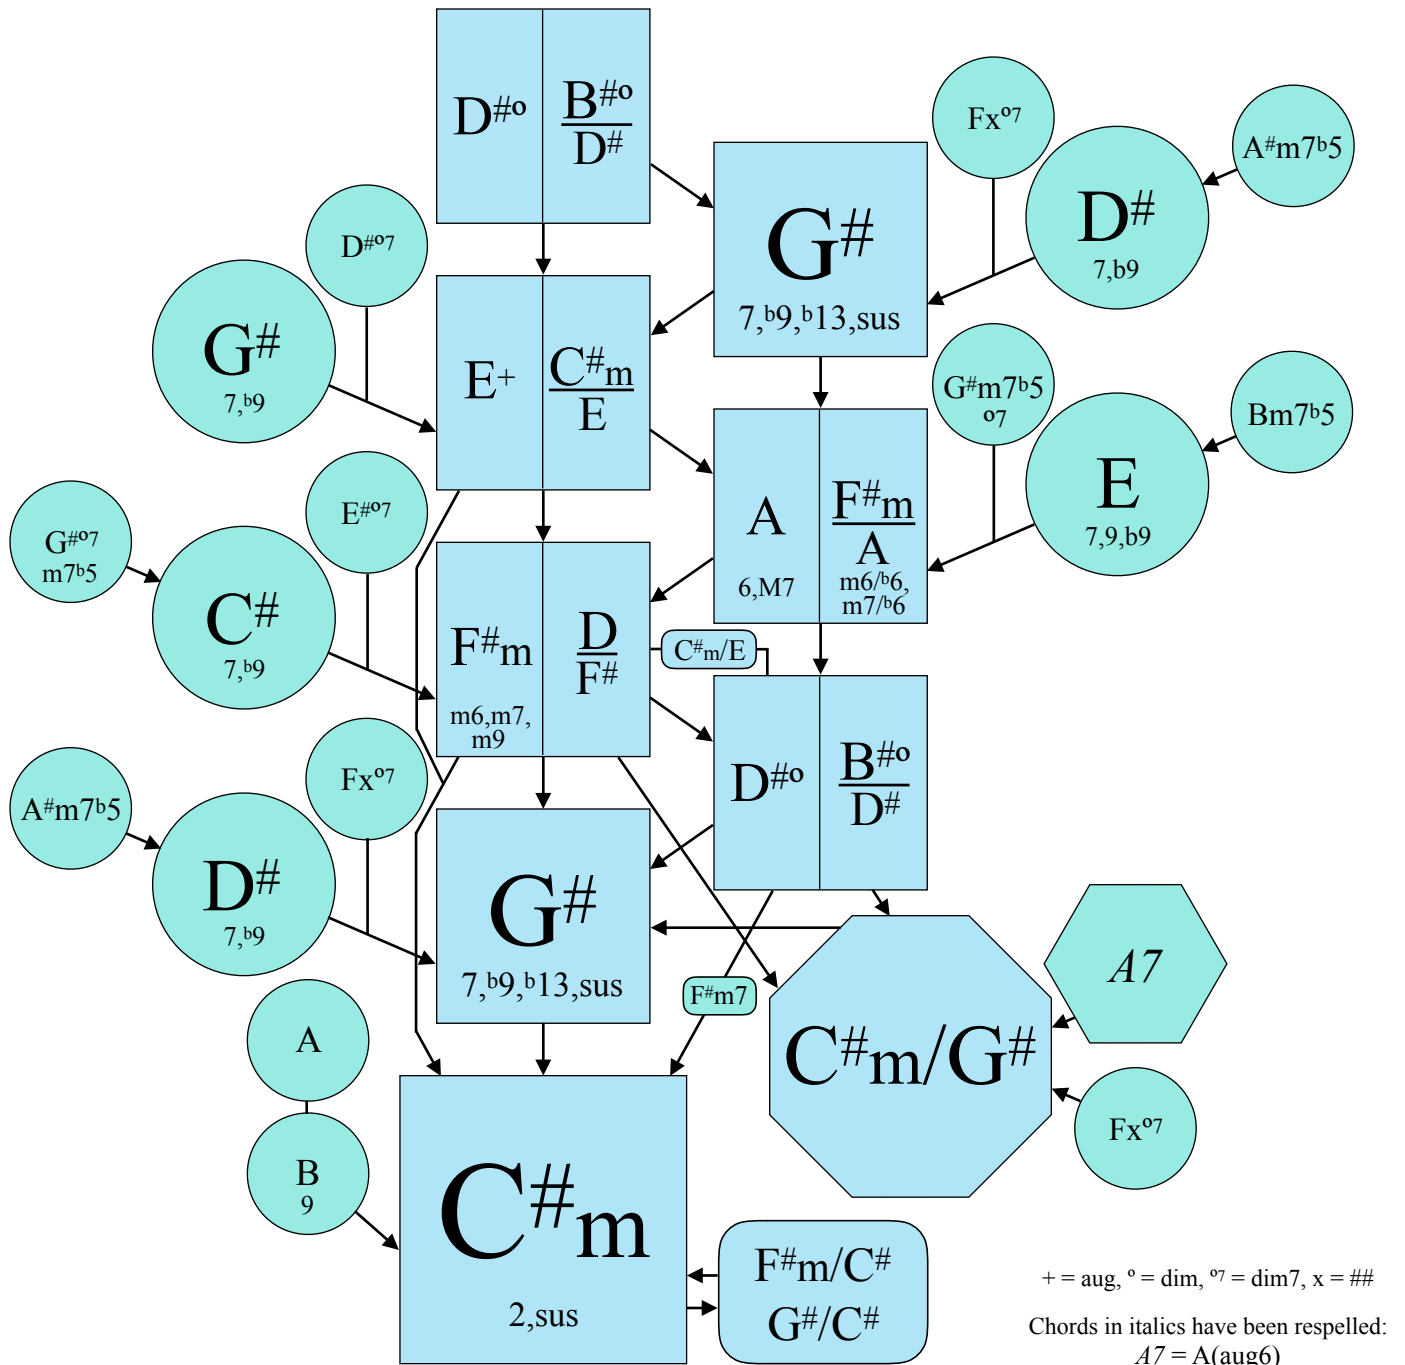 D#º
B#º
D#
Fxº7
A#m7b5
D#
7,b9
G#
7,b9,b13,sus
D#º7
G#
7,b9
E+
C#m
E
G#m7b5
º7
Bm7b5
E
7,9,b9
A
6,M7
F#m
A
m6/b6,
m7/b6
E#º7
G#º7
m7b5
C#
7,b9
F#m
m6,m7,
m9
D
F#
C#m/E
D#º
B#º
D#
Fxº7
A#m7b5
D#
7,b9
G#
7,b9,b13,sus
F#m7
C#m/G#
A7
Fxº7
A
B
9
C#m
2,sus
F#m/C#
G#/C#
+ = aug, º = dim, º7 = dim7, x = ##
Chords in italics have been respelled:
A7 = A(aug6)